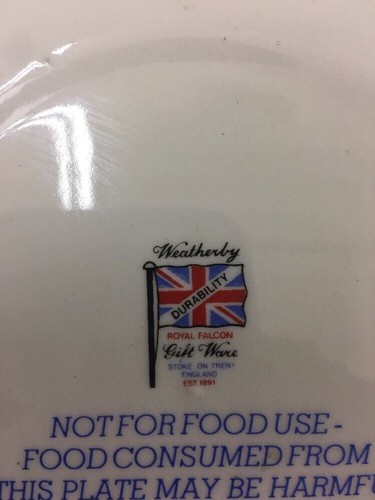 Weatherby
DURABILITY
ROYAL FALCON
Gift Ware
STOKE ON TRENT
ENGLAND
EST 1891
NOT FOR FOOD USE-
FOOD CONSUMED FROM
THIS PLATE MAY BE HARMFU